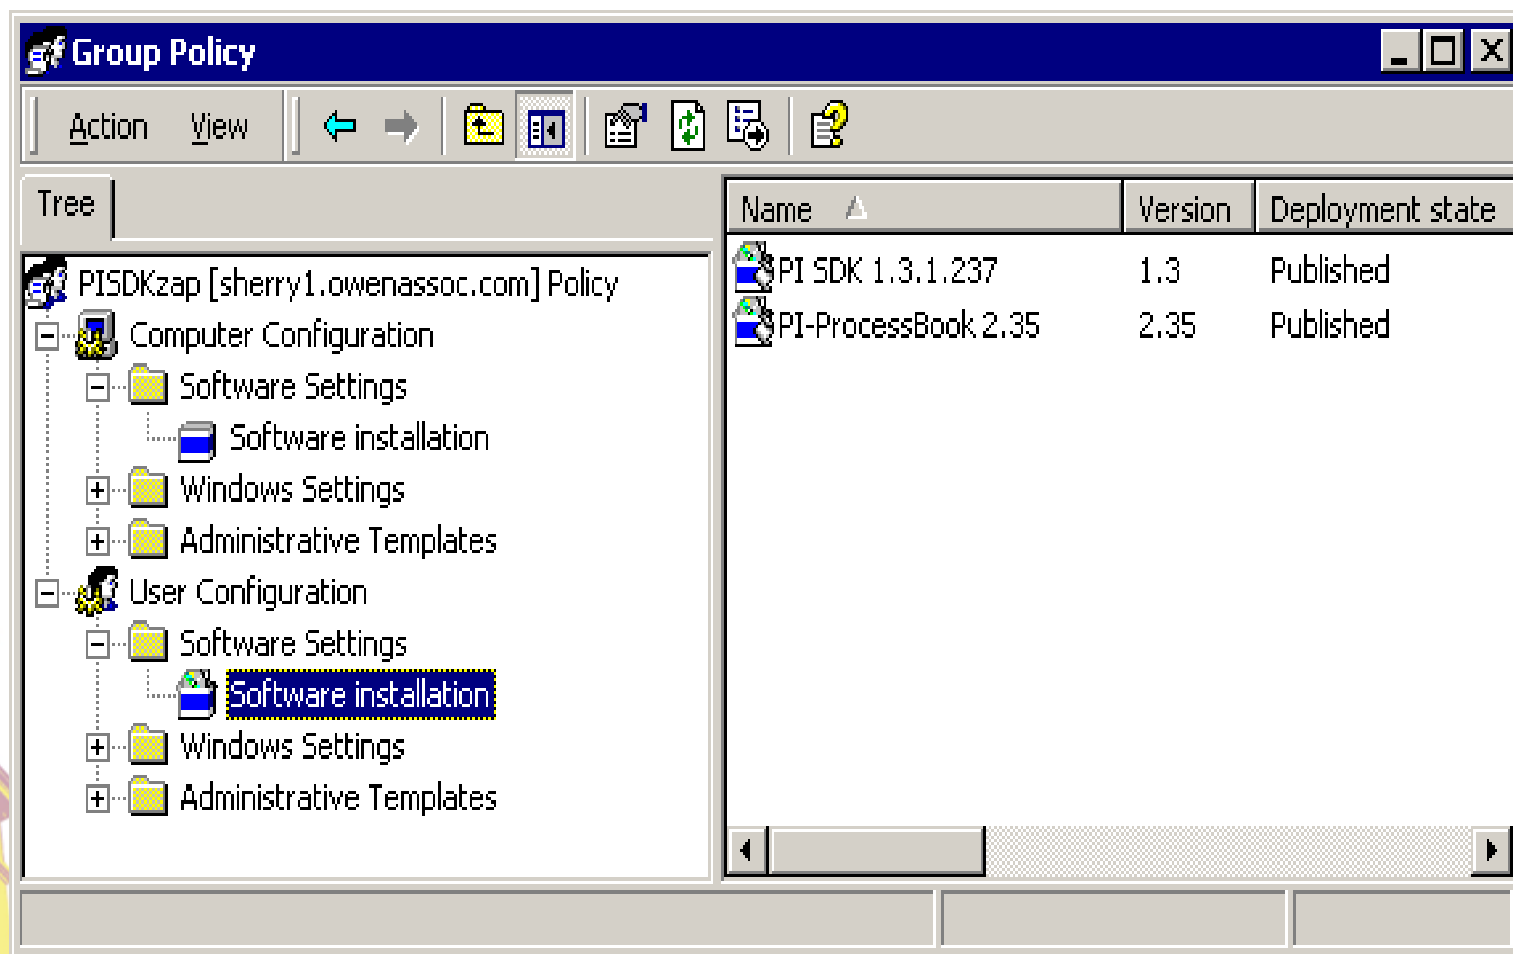 Group Policy
Action View
Tree
Name Version Deployment state
PISDKzap [sherry1.owenassoc.com] Policy
Computer Configuration
Software Settings
Software installation
Windows Settings
Administrative Templates
User Configuration
Software Settings
Software installation
Windows Settings
Administrative Templates
PI SDK 1.3.1.237 1.3 Published
PI-ProcessBook 2.35 2.35 Published